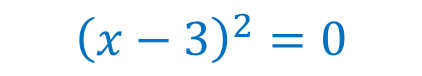 (x − 3)² = 0